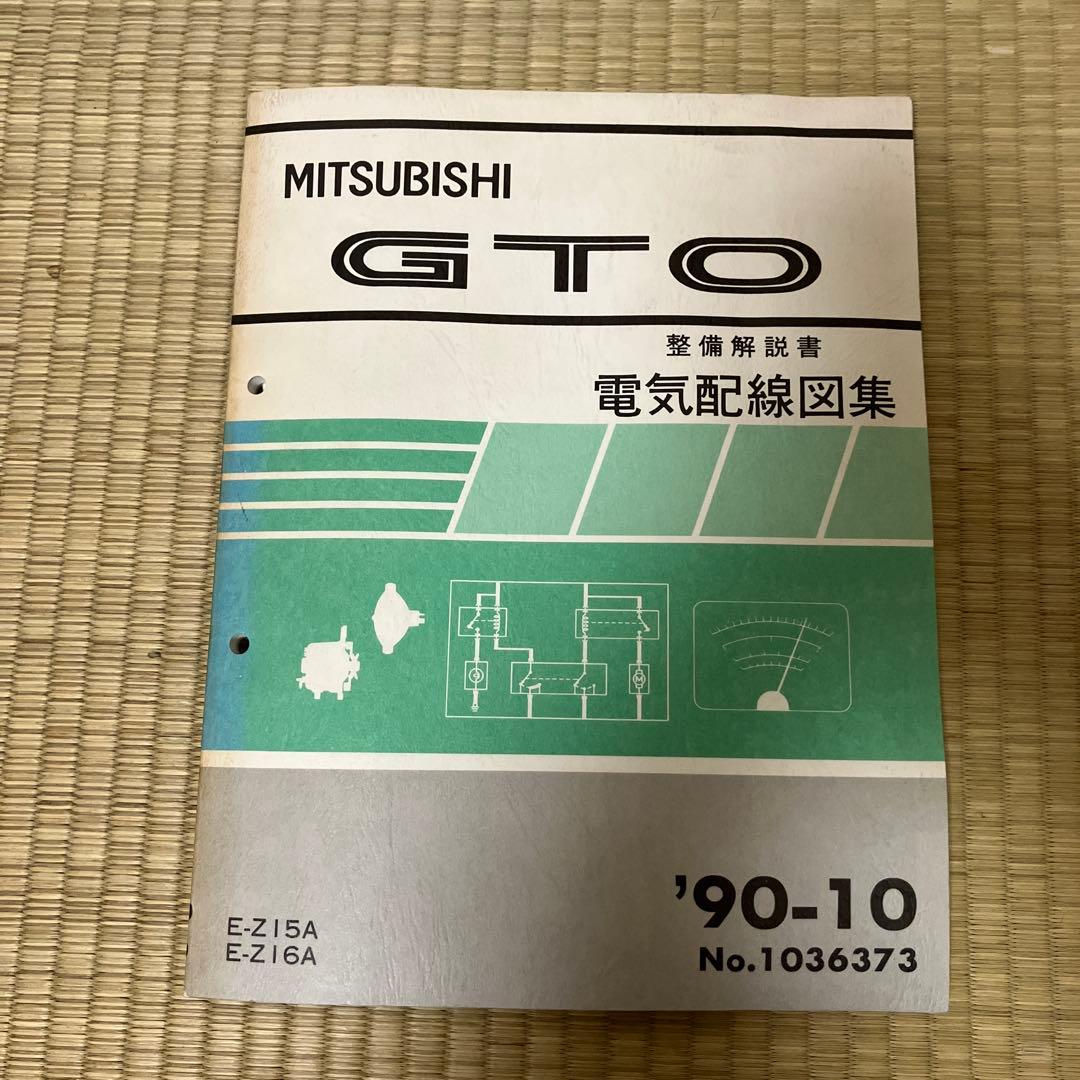 MITSUBISHI
GTO
整備解説書
電気配線図集
M
'90-10
No.1036373
E-Z15A
E-Z16A